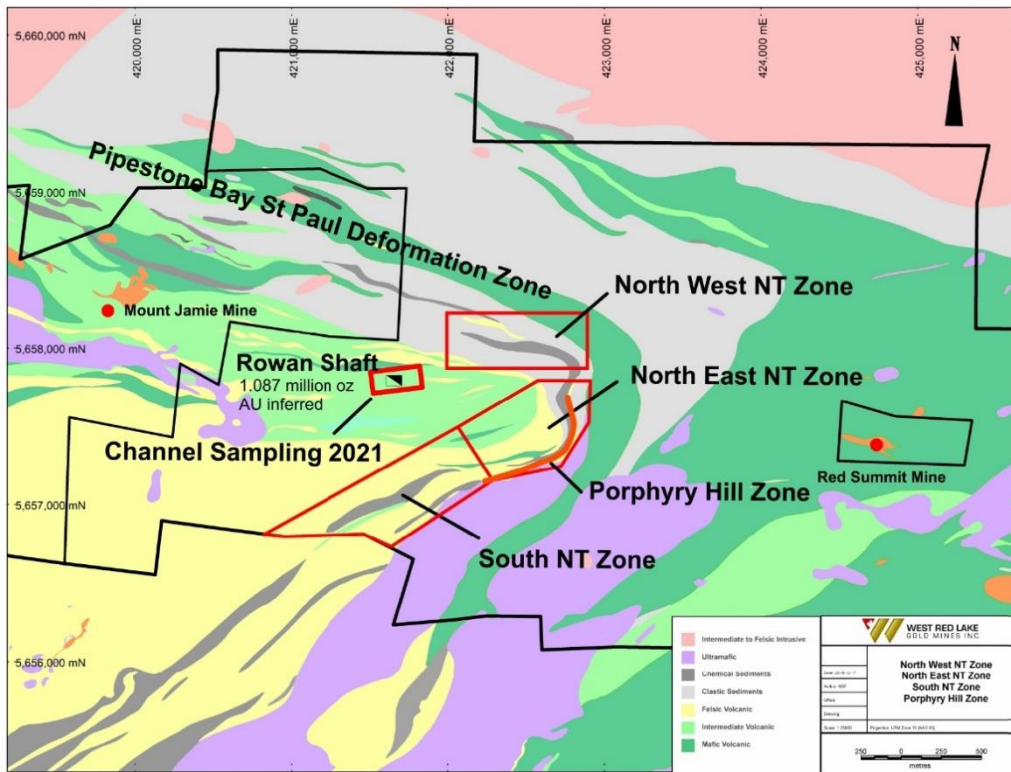 5,660,000 mN
420,000 mE
421,000 mE
422,000 mE
423,000 mE
424,000 mE
425,000 mE
N
Pipestone Bay St Paul Deformation Zone
5,659,000 mN
North West NT Zone
Mount Jamie Mine
5,658,000 mN
Rowan Shaft
1.087 million oz
AU inferred
North East NT Zone
Channel Sampling 2021
Red Summit Mine
Porphyry Hill Zone
5,657,000 mN
South NT Zone
5,656,000 mN
Intermediate to Felsic Intrusive
Ultramafic
Chemical Sediments
Clastic Sediments
Felsic Volcanic
Intermediate Volcanic
Mafic Volcanic
WEST RED LAKE
GOLD MINES INC
North West NT Zone
North East NT Zone
South NT Zone
Porphyry Hill Zone
Office
Drawing
250 0 250 500
metres